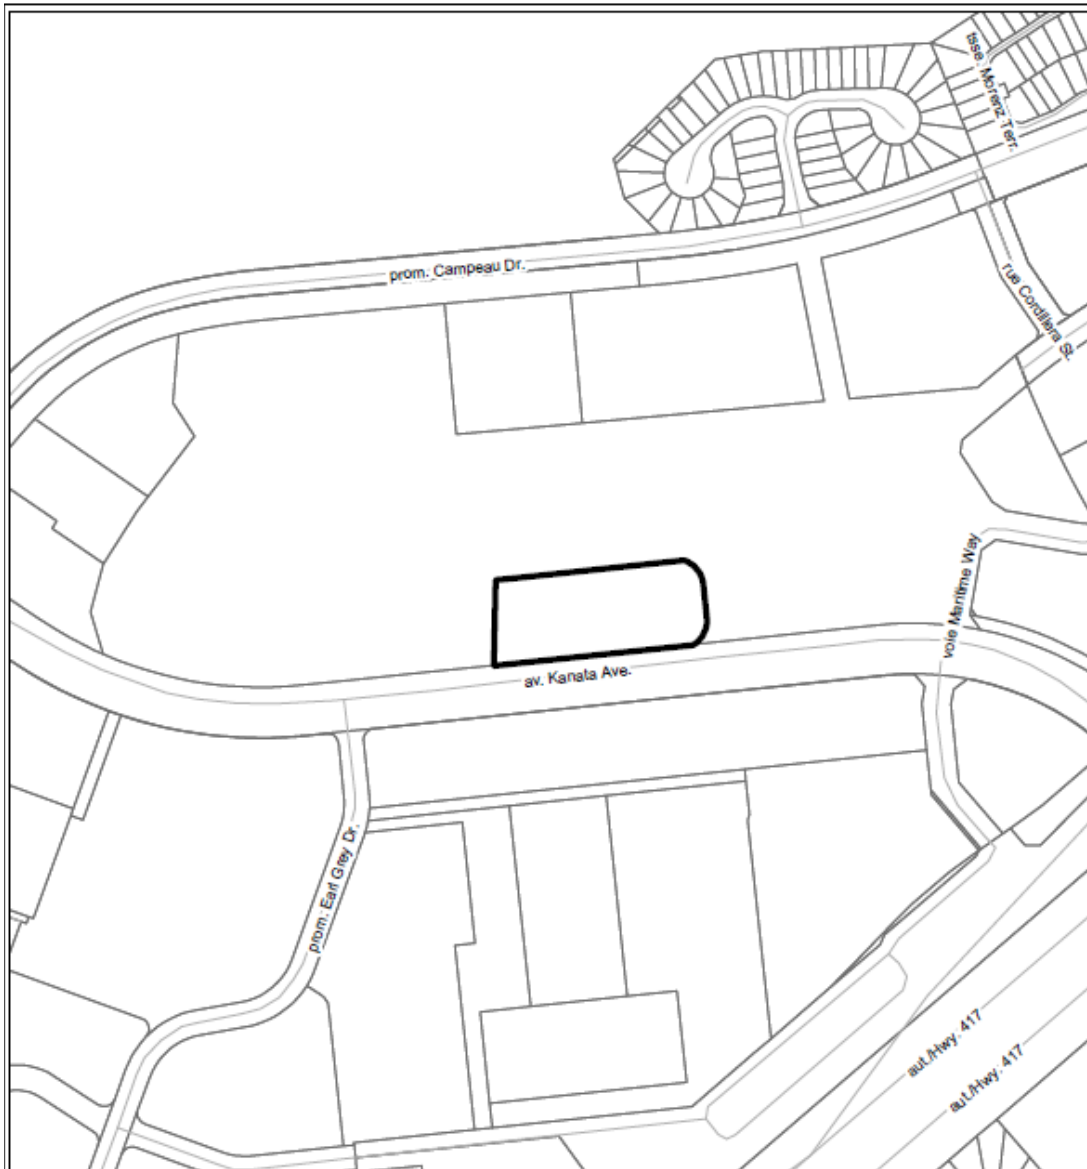 tsse. Morenz Terr.
prom. Campeau Dr.
rue Cordillera St.
voie Maritime Way
av. Kanata Ave.
prom. Earl Grey Dr.
aut./Hwy. 417
aut./Hwy. 417